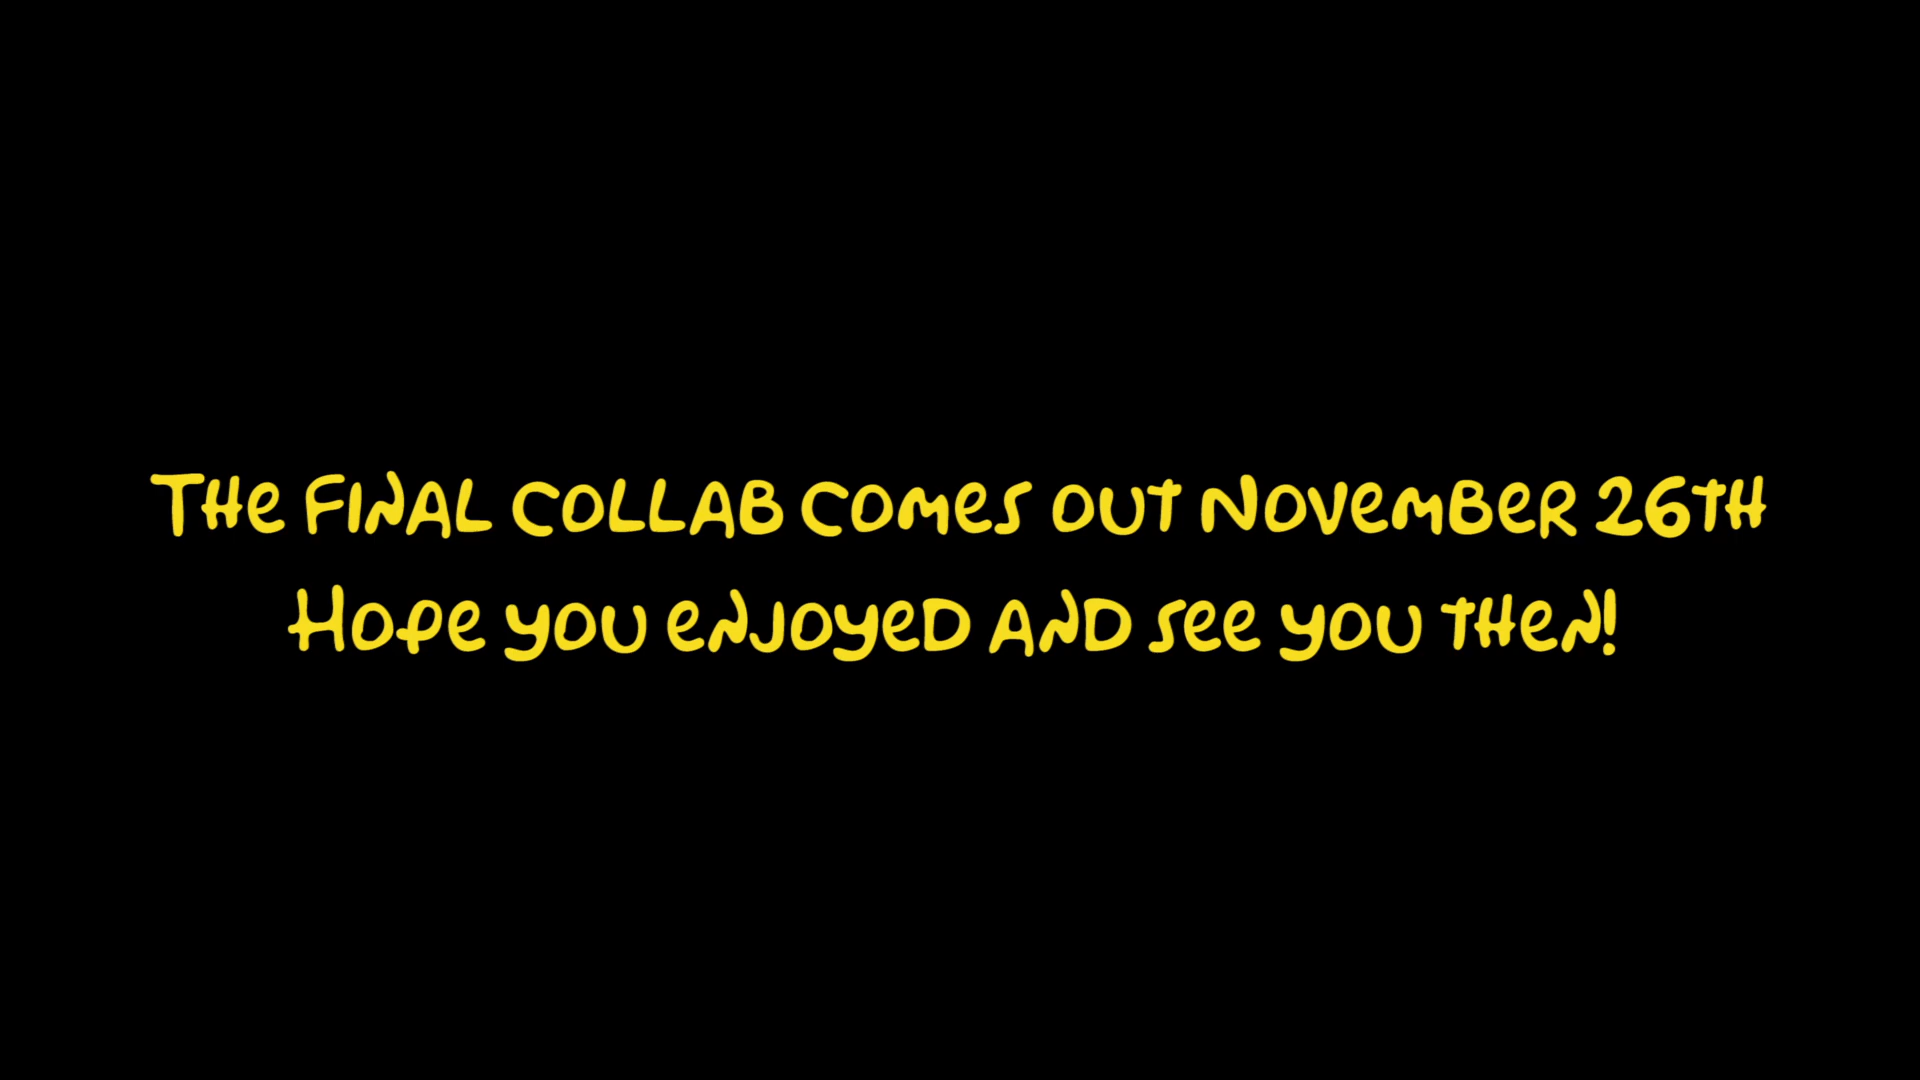 The final collab comes out November 26th
Hope you enjoyed and see you then!